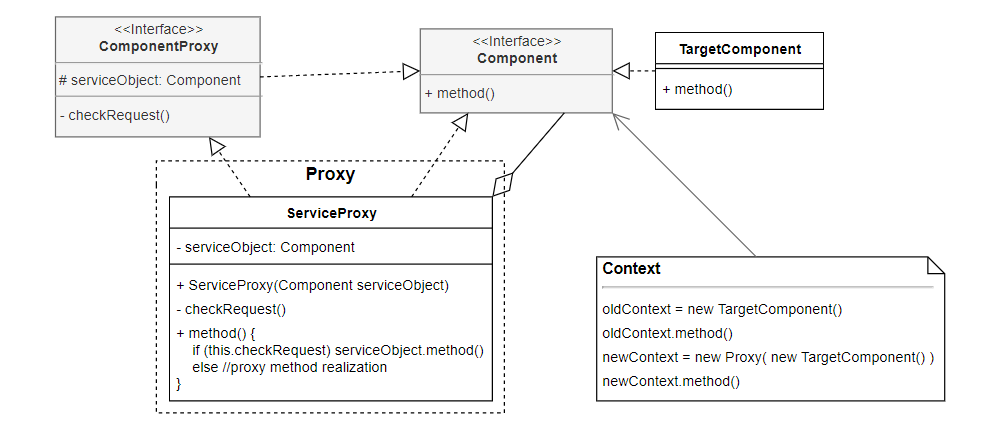 <<Interface>>
ComponentProxy
# serviceObject: Component
- checkRequest()
<<Interface>>
Component
+ method()
TargetComponent
+ method()
Proxy
ServiceProxy
- serviceObject: Component
+ ServiceProxy(Component serviceObject)
- checkRequest()
+ method() {
if (this.checkRequest) serviceObject.method()
else //proxy method realization
}
Context
oldContext = new TargetComponent()
oldContext.method()
newContext = new Proxy( new TargetComponent() )
newContext.method()